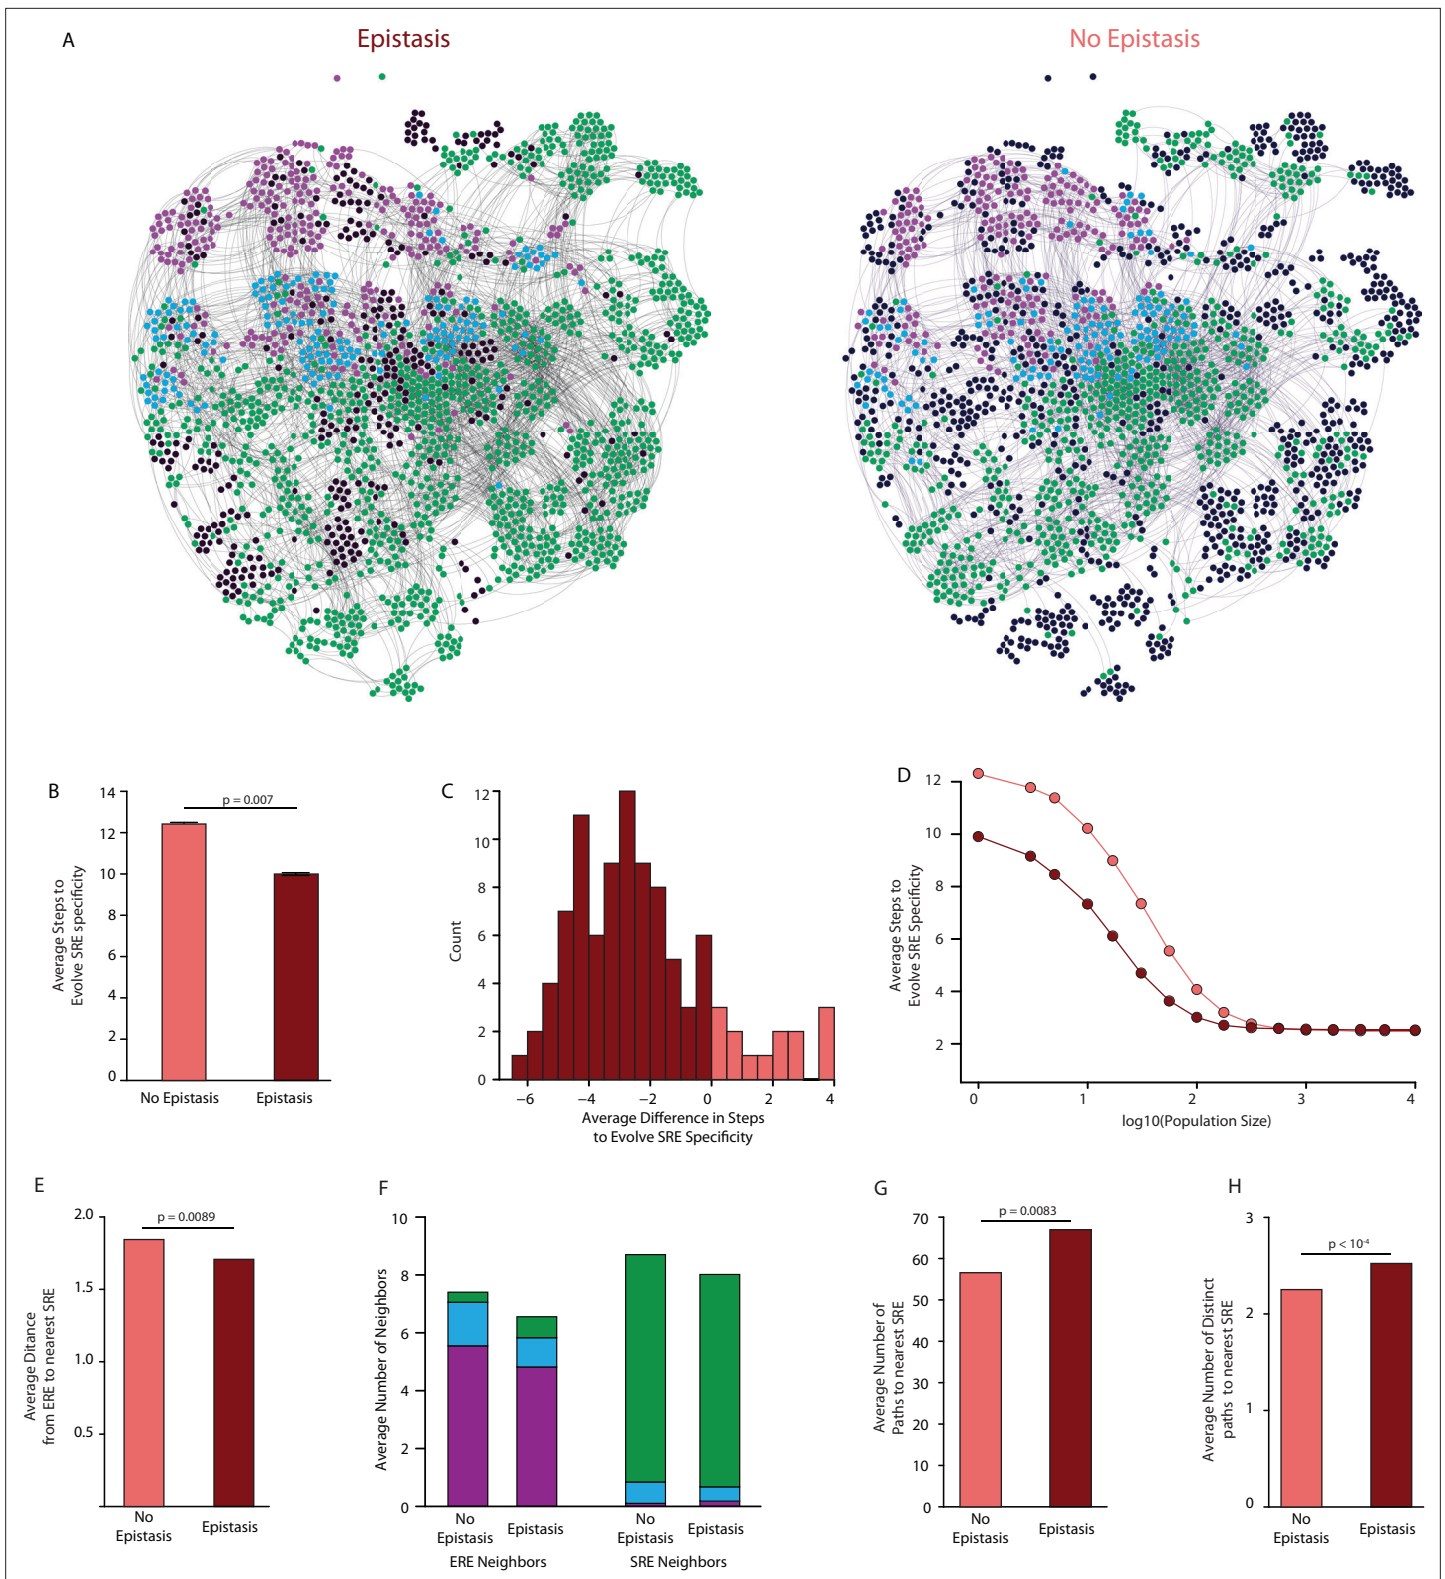 A
Epistasis
No Epistasis
B
14
12
10
8
6
4
2
0
p = 0.007
Average Steps to
Evolve SRE specificity
No Epistasis
Epistasis
C
12
10
8
6
4
2
0
Count
−6
−4
−2
0
2
4
Average Difference in Steps
to Evolve SRE Specificity
D
12
10
8
6
4
2
Average Steps to
Evolve SRE Specificity
0
1
2
3
4
log10(Population Size)
E
2.0
1.5
1.0
0.5
p = 0.0089
Average Ditance
from ERE to nearest SRE
No
Epistasis
Epistasis
F
10
8
6
4
2
0
Average Number of Neighbors
No
Epistasis
Epistasis
No
Epistasis
Epistasis
ERE Neighbors
SRE Neighbors
G
70
60
50
40
30
20
10
0
p = 0.0083
Average Number of
Paths to nearest SRE
No
Epistasis
Epistasis
H
3
2
1
0
p < 10⁻⁴
Average Number of Distinct
paths to nearest SRE
No
Epistasis
Epistasis